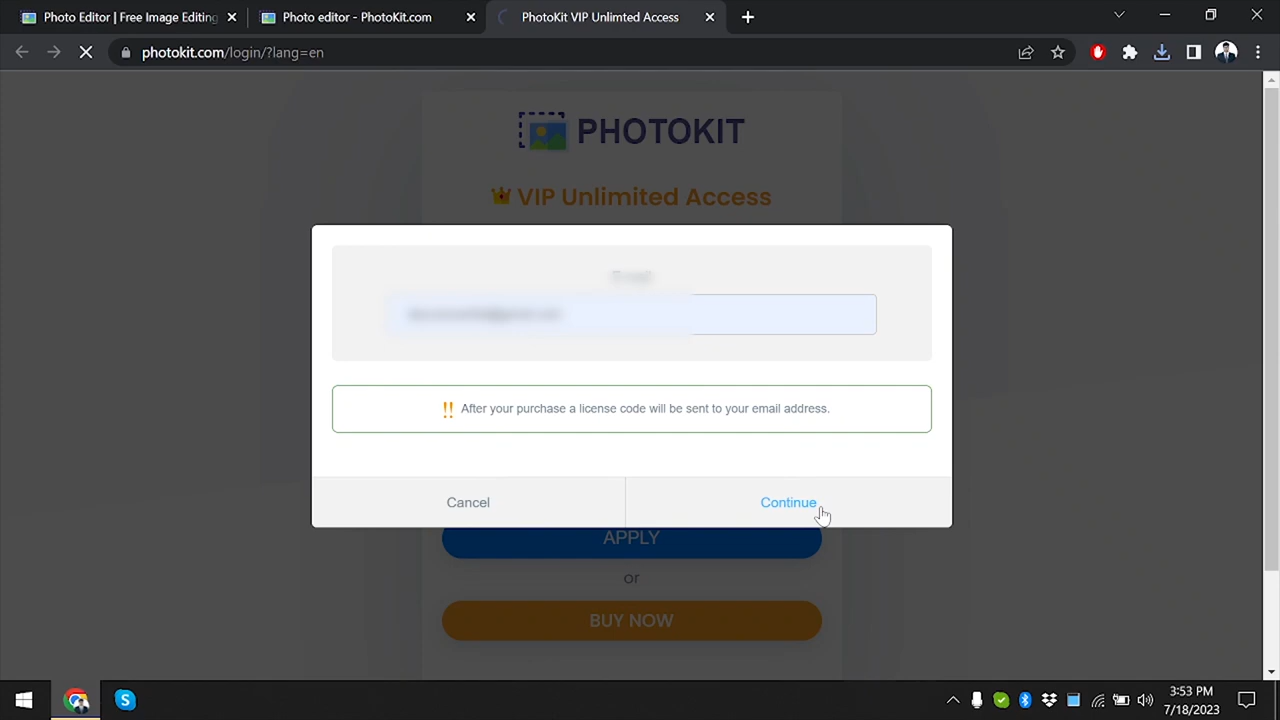 Photo Editor | Free Image Editing
Photo editor - PhotoKit.com
PhotoKit VIP Unlimted Access
photokit.com/login/?lang=en
PHOTOKIT
VIP Unlimited Access
!! After your purchase a license code will be sent to your email address.
Cancel
Continue
APPLY
or
BUY NOW
3:53 PM
7/18/2023